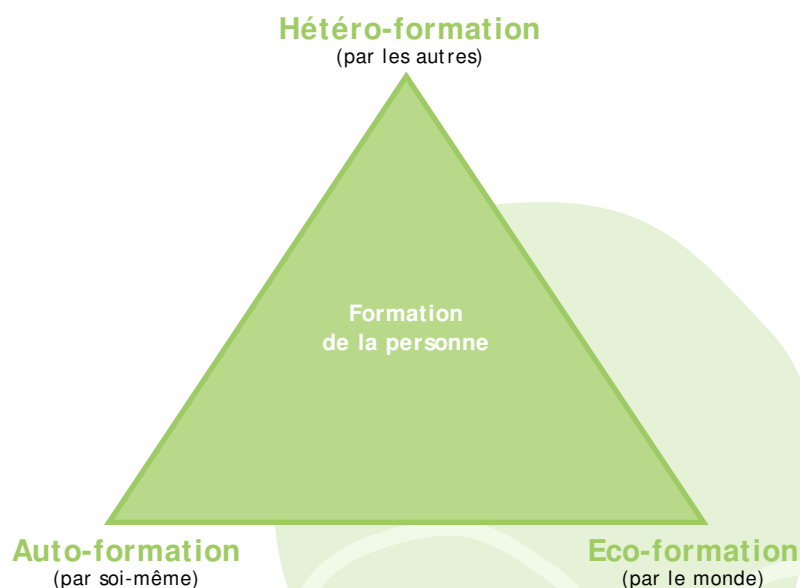 Hétéro-formation
(par les autres)
Formation
de la personne
Auto-formation
(par soi-même)
Eco-formation
(par le monde)